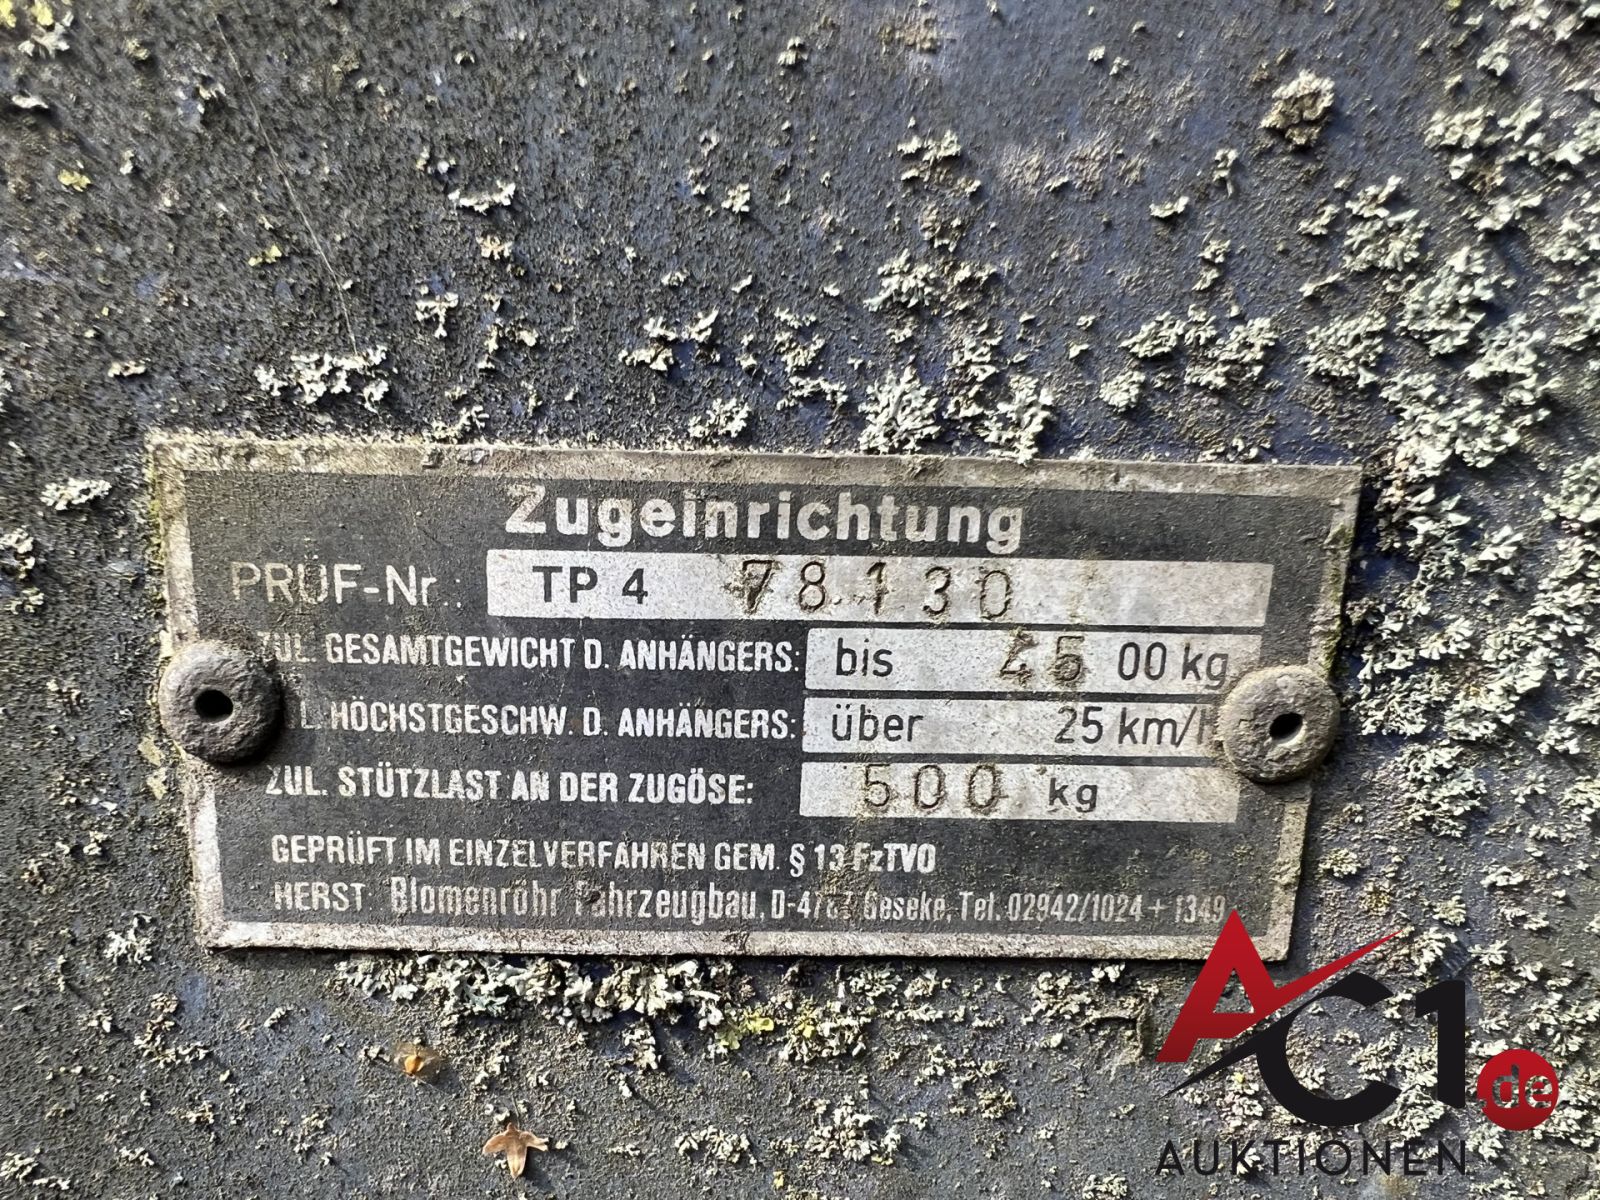 Zugeinrichtung
PRÜF-Nr.: TP 4 78130
ZUL. GESAMTGEWICHT D. ANHÄNGERS: bis 4500 kg
HÖCHSTGESCHW. D. ANHÄNGERS: über 25 km/h
ZUL. STÜTZLAST AN DER ZUGÖSE: 500 kg
GEPRÜFT IM EINZELVERFAHREN GEM. § 13 FzTVO
HERST: Blomenröhr Fahrzeugbau, Geseke, Tel. 02942/1024 + 1349
AC1.de
AUKTIONEN